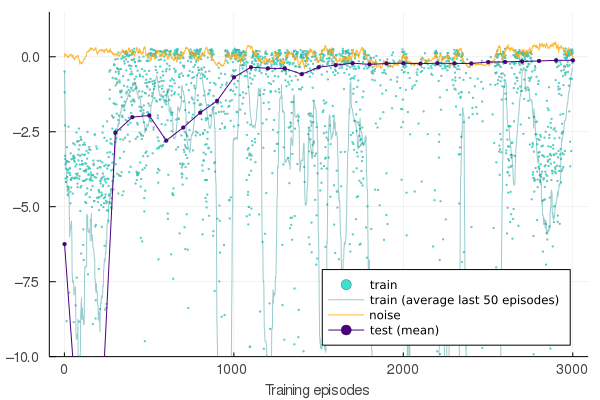 0.0
−2.5
−5.0
−7.5
−10.0
0
1000
2000
3000
Training episodes
train
train (average last 50 episodes)
noise
test (mean)